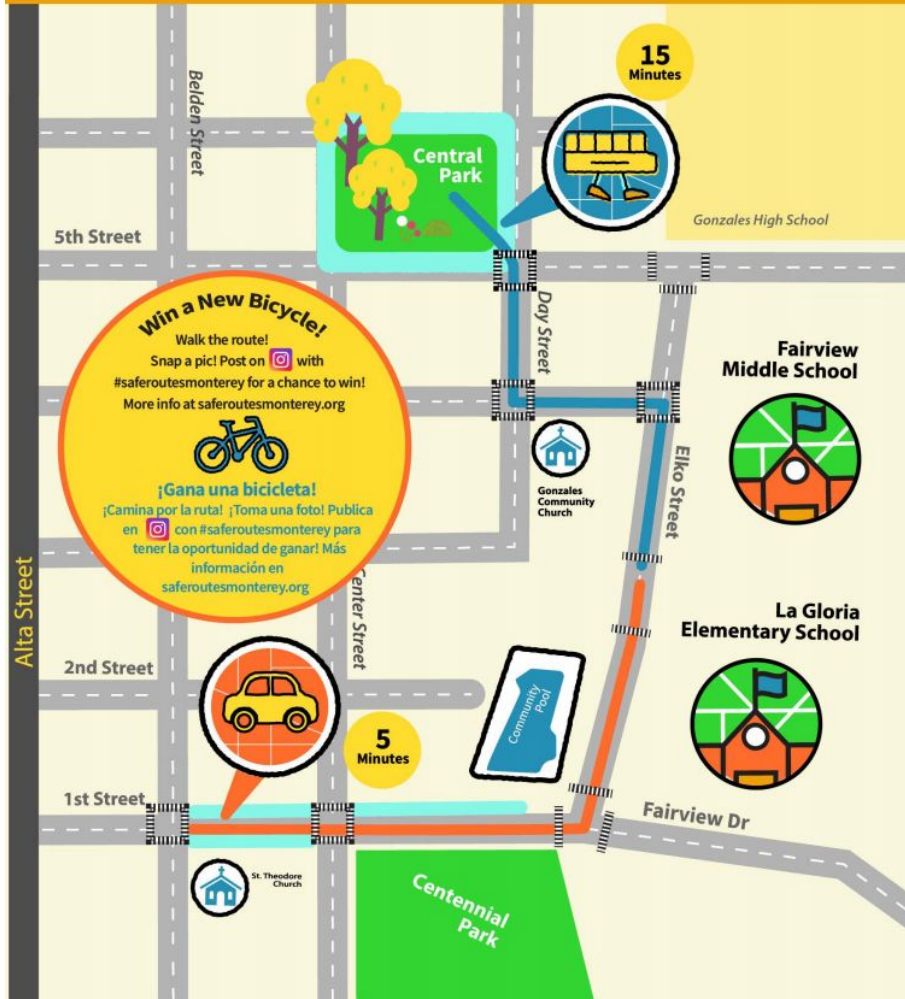 15
Minutes
Belden Street
Central
Park
Gonzales High School
5th Street
Day Street
Win a New Bicycle!
Walk the route!
Snap a pic! Post on with
#saferoutesmonterey for a chance to win!
More info at saferoutesmonterey.org
¡Gana una bicicleta!
¡Camina por la ruta! ¡Toma una foto! Publica
en con #saferoutesmonterey para
tener la oportunidad de ganar! Más
información en
saferoutesmonterey.org
Fairview
Middle School
Gonzales
Community
Church
Elko Street
Alta Street
Center Street
La Gloria
Elementary School
2nd Street
Community
Pool
5
Minutes
1st Street
Fairview Dr
St. Theodore
Church
Centennial
Park